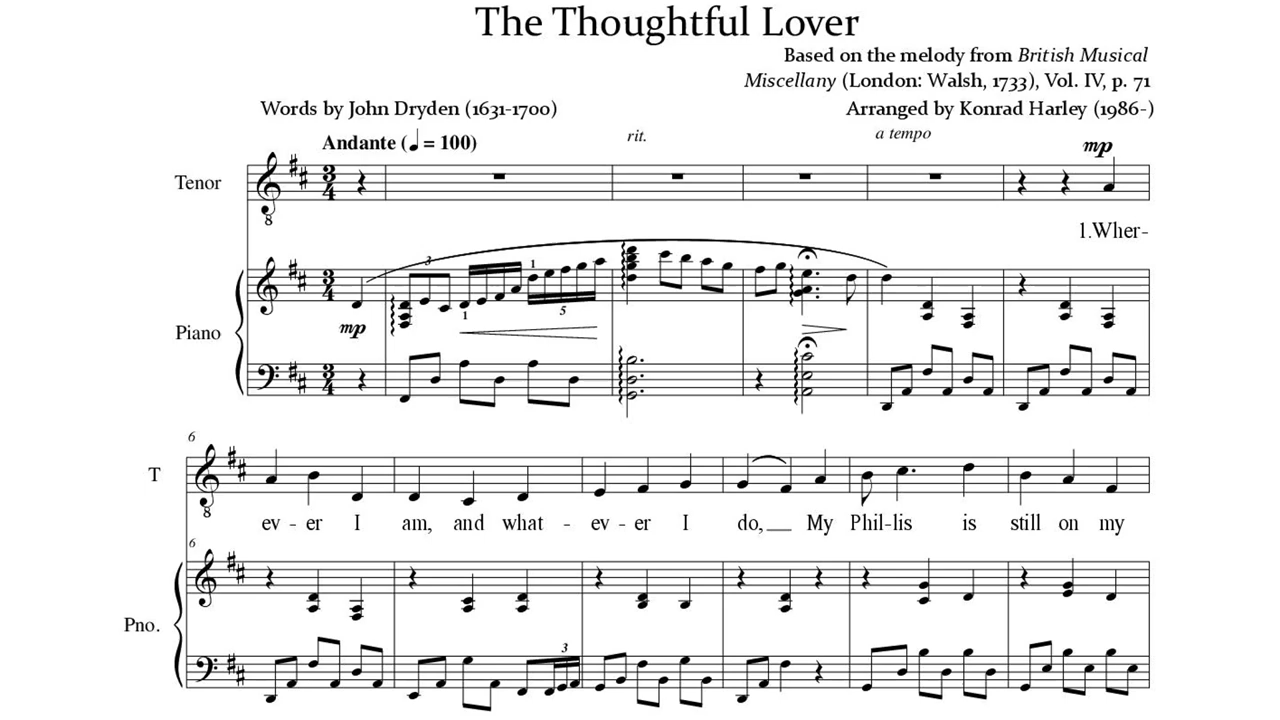 The Thoughtful Lover
Based on the melody from British Musical
Miscellany (London: Walsh, 1733), Vol. IV, p. 71
Words by John Dryden (1631-1700)
Arranged by Konrad Harley (1986-)
Andante (♩ = 100)
rit.
a tempo
mp
Tenor
8
1.Wher-
3
1
1
5
mp
Piano
6
T
8
ev - er I am, and what - ev - er I do, My Phil-lis is still on my
6
Pno.
3